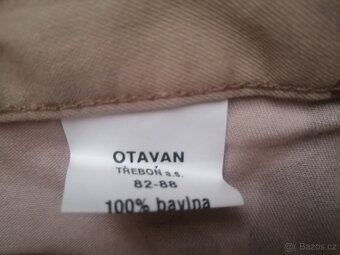 OTAVAN
TŘEBOŇ a.s.
82-88
100% bavlna
© Bazos.cz